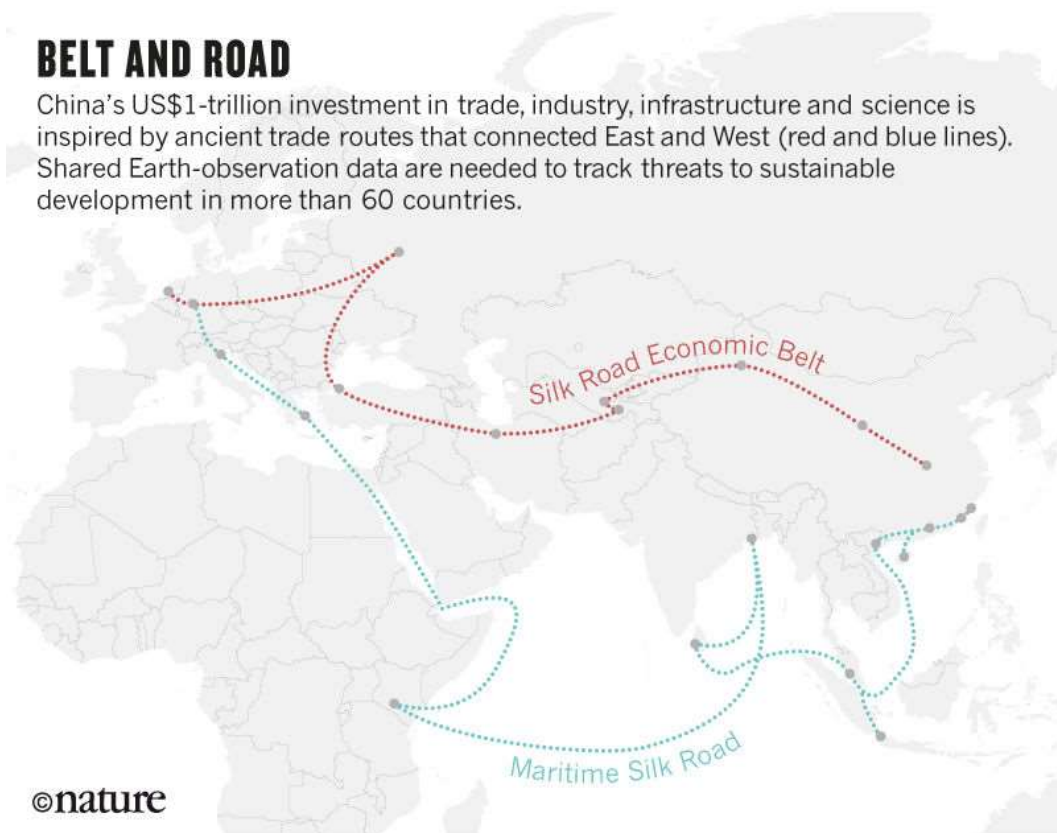 BELT AND ROAD
China's US$1-trillion investment in trade, industry, infrastructure and science is
inspired by ancient trade routes that connected East and West (red and blue lines).
Shared Earth-observation data are needed to track threats to sustainable
development in more than 60 countries.
Silk Road Economic Belt
Maritime Silk Road
©nature